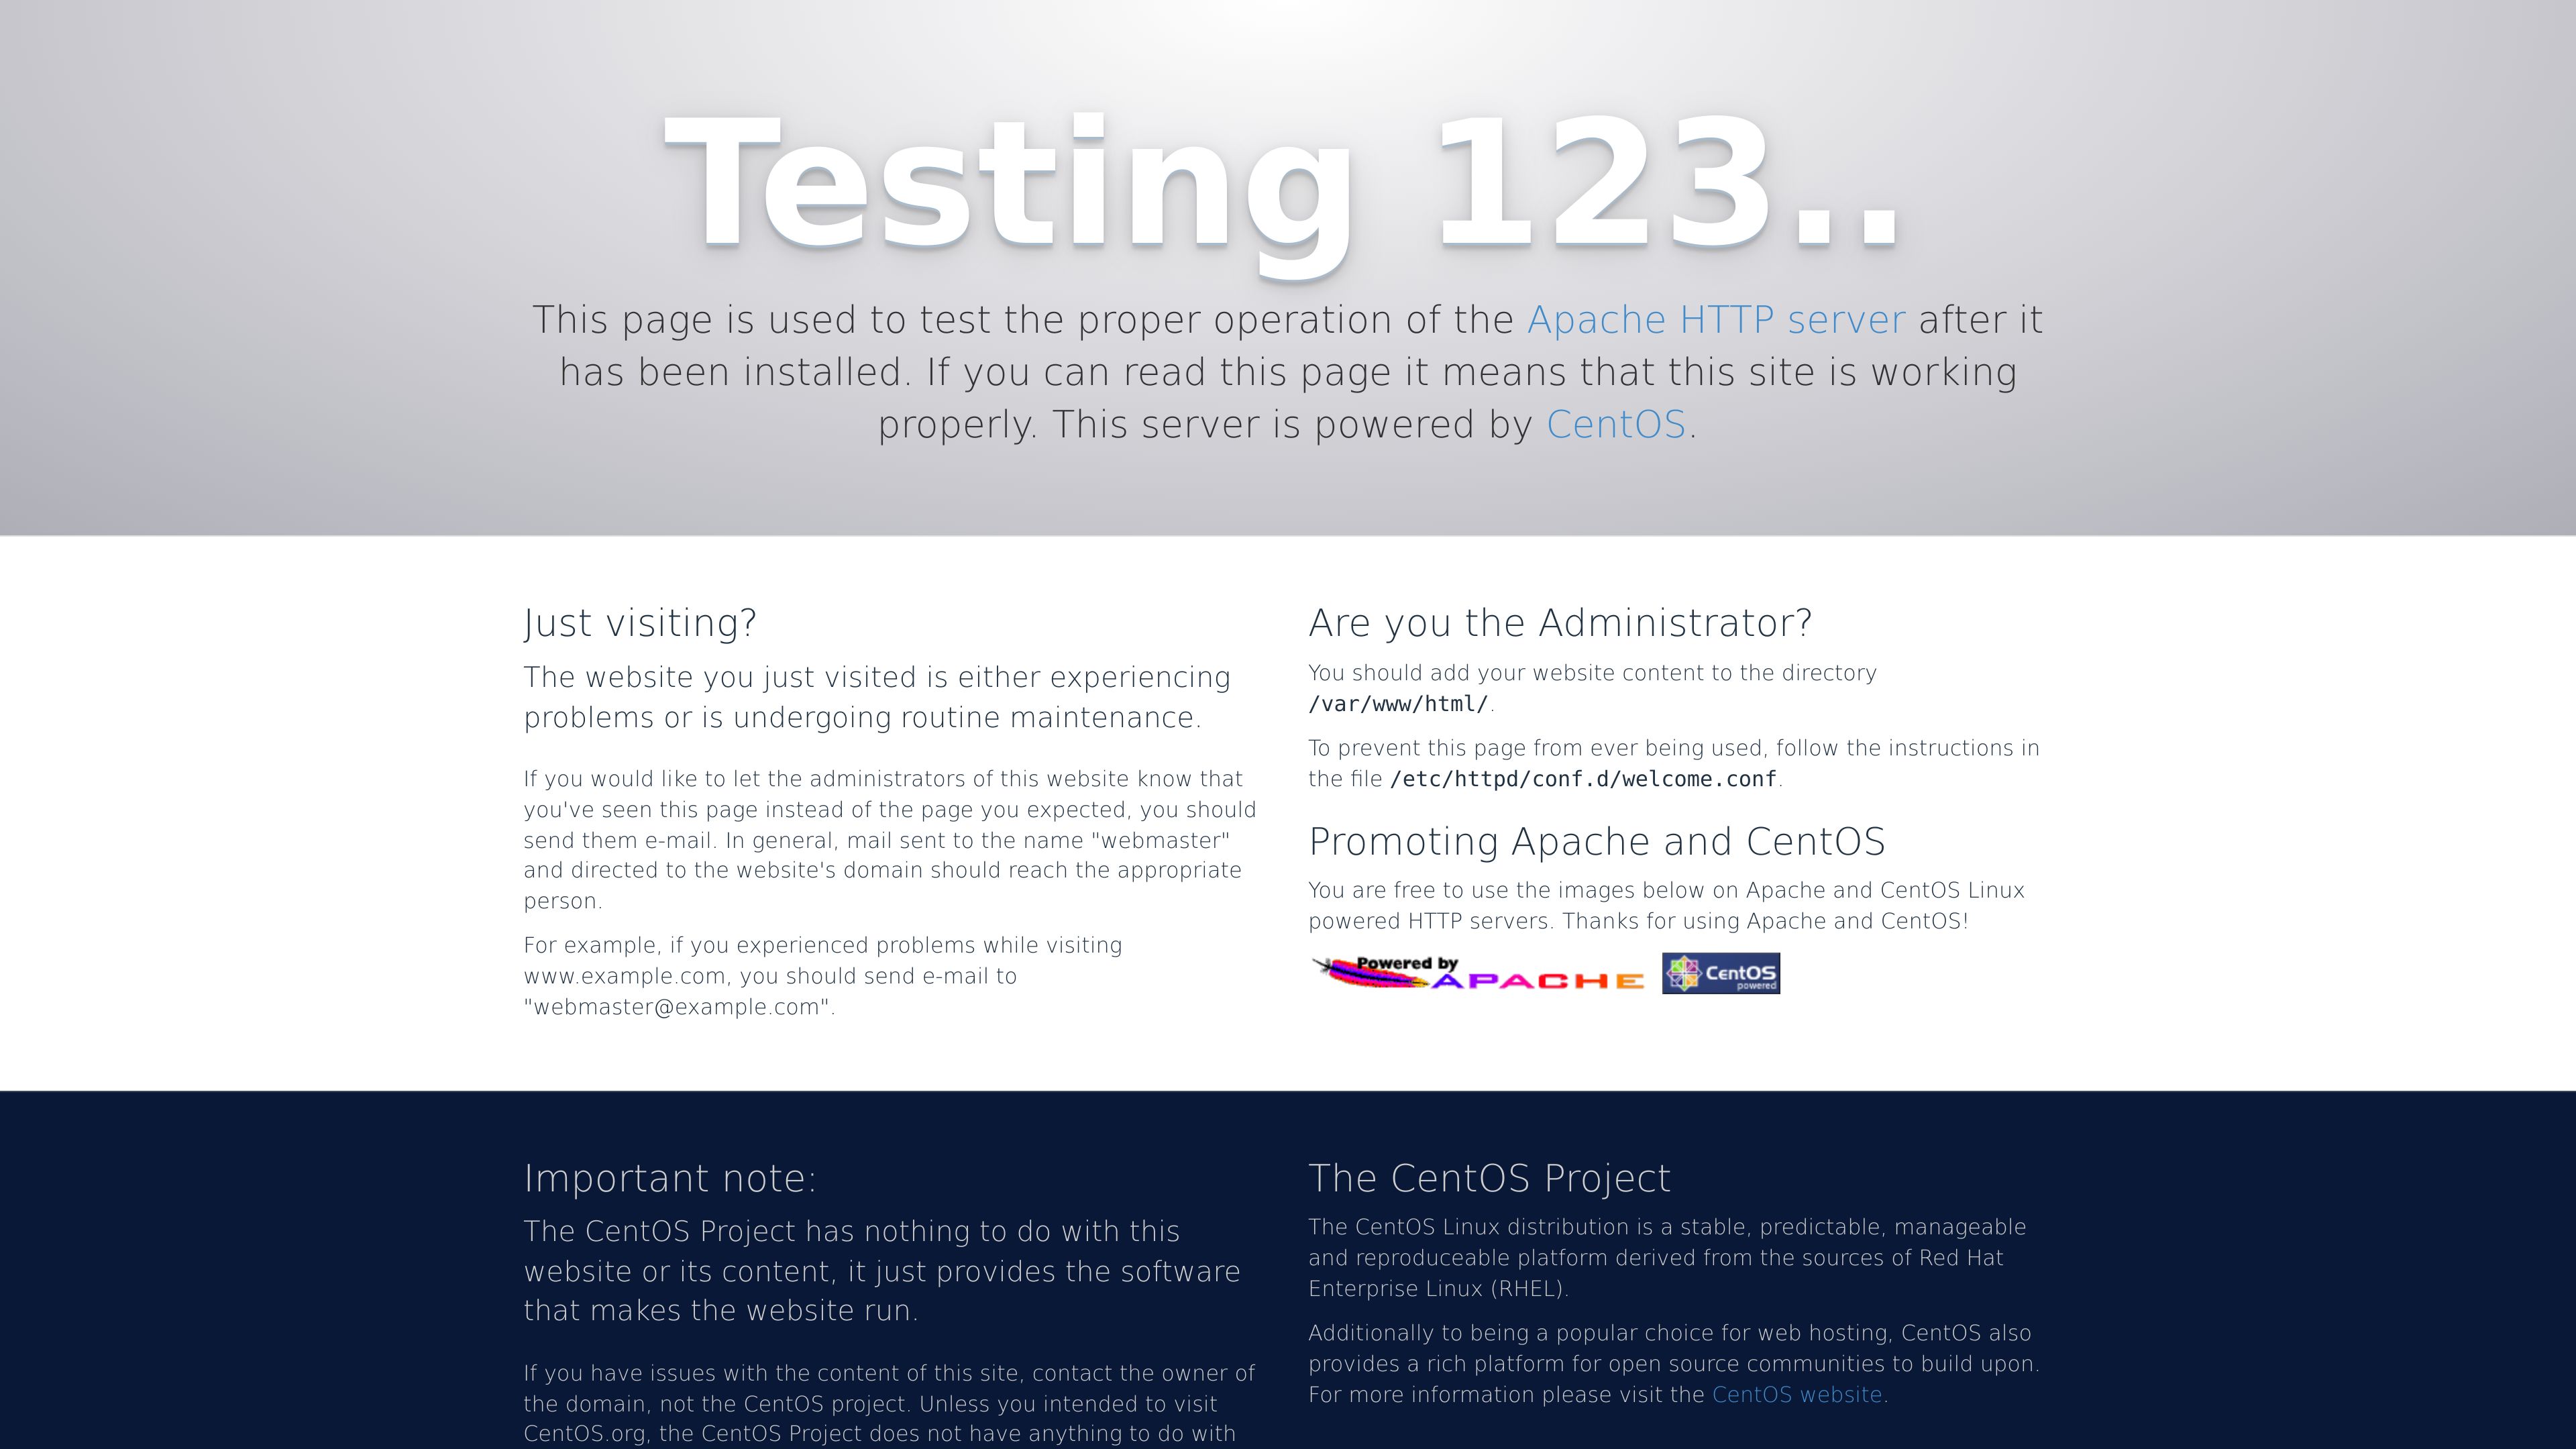 Testing 123..
This page is used to test the proper operation of the Apache HTTP server after it
has been installed. If you can read this page it means that this site is working
properly. This server is powered by CentOS.
Just visiting?
The website you just visited is either experiencing
problems or is undergoing routine maintenance.
If you would like to let the administrators of this website know that
you've seen this page instead of the page you expected, you should
send them e-mail. In general, mail sent to the name "webmaster"
and directed to the website's domain should reach the appropriate
person.
For example, if you experienced problems while visiting
www.example.com, you should send e-mail to
"webmaster@example.com".
Are you the Administrator?
You should add your website content to the directory
/var/www/html/.
To prevent this page from ever being used, follow the instructions in
the file /etc/httpd/conf.d/welcome.conf.
Promoting Apache and CentOS
You are free to use the images below on Apache and CentOS Linux
powered HTTP servers. Thanks for using Apache and CentOS!
Powered by
APACHE
CentOS
powered
Important note:
The CentOS Project has nothing to do with this
website or its content, it just provides the software
that makes the website run.
If you have issues with the content of this site, contact the owner of
the domain, not the CentOS project. Unless you intended to visit
CentOS.org, the CentOS Project does not have anything to do with
The CentOS Project
The CentOS Linux distribution is a stable, predictable, manageable
and reproduceable platform derived from the sources of Red Hat
Enterprise Linux (RHEL).
Additionally to being a popular choice for web hosting, CentOS also
provides a rich platform for open source communities to build upon.
For more information please visit the CentOS website.